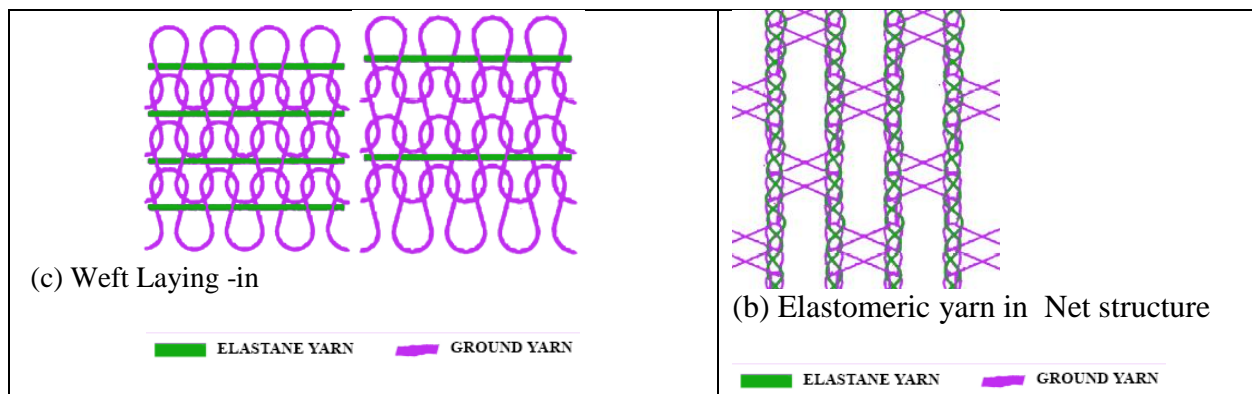 (c) Weft Laying -in
ELASTANE YARN GROUND YARN
(b) Elastomeric yarn in Net structure
ELASTANE YARN GROUND YARN